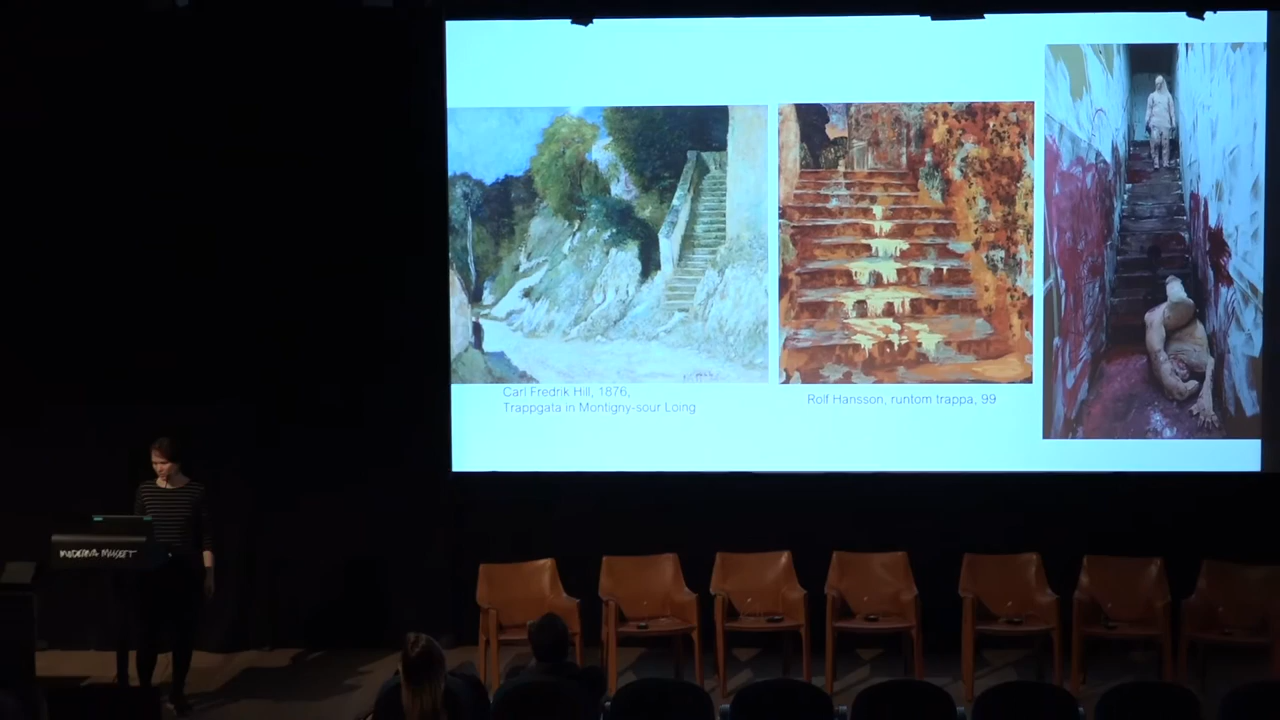 Carl Fredrik Hill, 1876,
Trappgata in Montigny-sour Loing
Rolf Hansson, runtom trappa, 99
MODERNA MUSEET